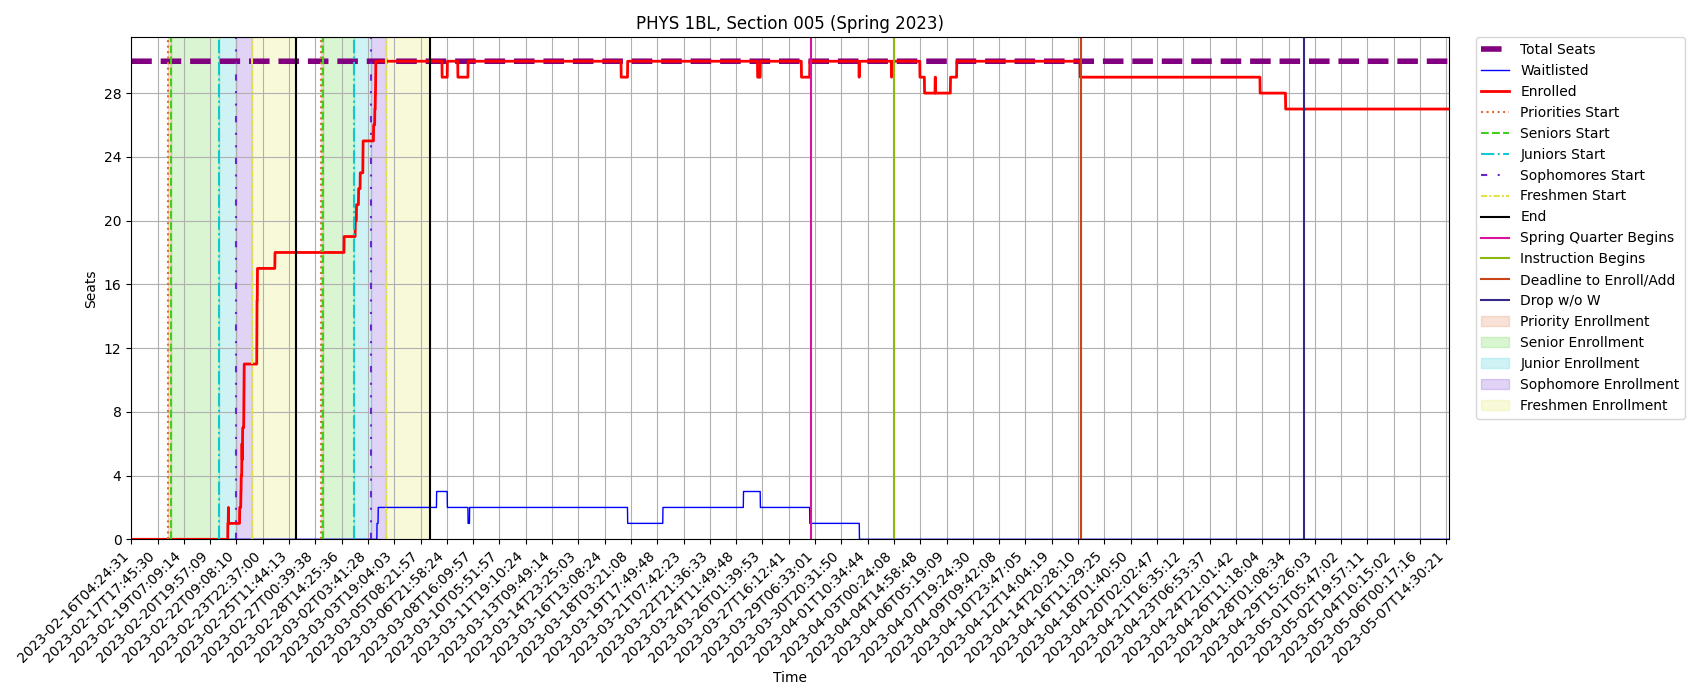 PHYS 1BL, Section 005 (Spring 2023)
Seats
28
24
20
16
12
8
4
0
2023-02-16T04:24:31
2023-02-17T17:45:30
2023-02-19T07:09:14
2023-02-20T19:57:09
2023-02-22T09:08:10
2023-02-23T22:37:00
2023-02-25T11:44:13
2023-02-27T00:39:38
2023-02-28T14:25:36
2023-03-02T03:41:28
2023-03-03T19:04:03
2023-03-05T08:21:57
2023-03-06T21:58:24
2023-03-08T16:09:57
2023-03-10T05:51:57
2023-03-11T19:10:24
2023-03-13T09:49:14
2023-03-14T23:25:03
2023-03-16T13:08:24
2023-03-18T03:21:08
2023-03-19T17:49:48
2023-03-21T07:42:23
2023-03-22T21:36:33
2023-03-24T11:49:48
2023-03-26T01:39:53
2023-03-27T16:12:41
2023-03-29T06:33:01
2023-03-30T20:31:50
2023-04-01T10:34:44
2023-04-03T00:24:08
2023-04-04T14:58:48
2023-04-06T05:19:09
2023-04-07T19:24:30
2023-04-09T09:42:08
2023-04-10T23:47:05
2023-04-12T14:04:19
2023-04-14T20:28:10
2023-04-16T11:29:25
2023-04-18T01:40:50
2023-04-20T02:02:47
2023-04-21T16:35:12
2023-04-23T06:53:37
2023-04-24T21:01:42
2023-04-26T11:18:04
2023-04-28T01:08:34
2023-04-29T15:26:03
2023-05-01T05:47:02
2023-05-02T19:57:11
2023-05-04T10:15:02
2023-05-06T00:17:16
2023-05-07T14:30:21
Time
Total Seats
Waitlisted
Enrolled
Priorities Start
Seniors Start
Juniors Start
Sophomores Start
Freshmen Start
End
Spring Quarter Begins
Instruction Begins
Deadline to Enroll/Add
Drop w/o W
Priority Enrollment
Senior Enrollment
Junior Enrollment
Sophomore Enrollment
Freshmen Enrollment